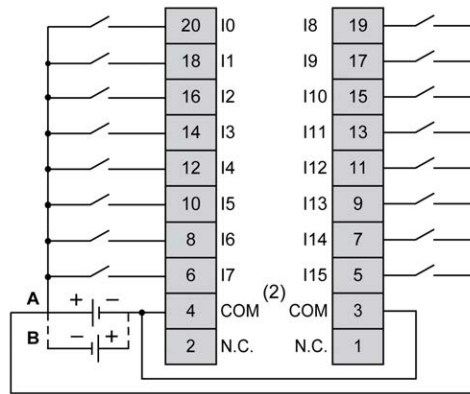 20 I0 I8 19
18 I1 I9 17
16 I2 I10 15
14 I3 I11 13
12 I4 I12 11
10 I5 I13 9
8 I6 I14 7
6 I7 I15 5
(2)
A + − 4 COM COM 3
B − + 2 N.C. N.C. 1